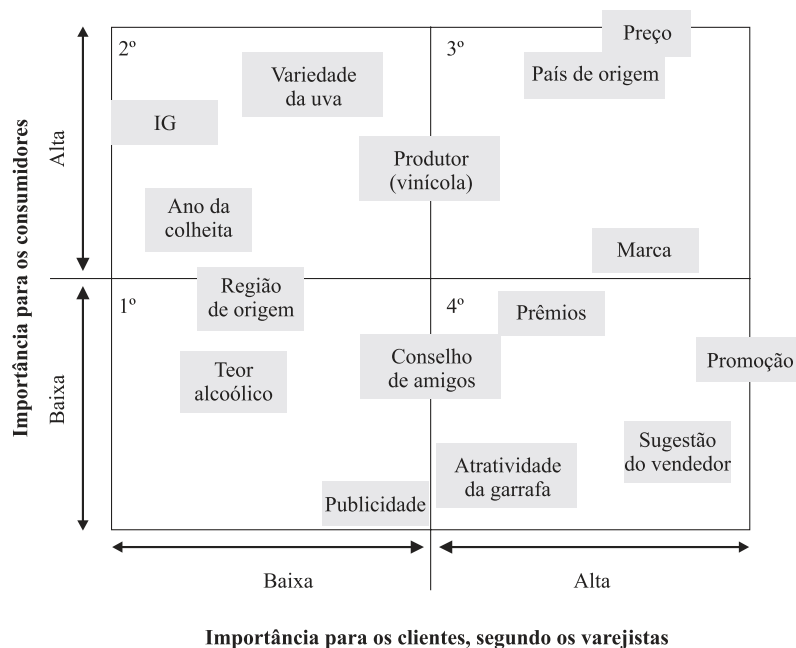 2º
3º
Preço
País de origem
Variedade
da uva
IG
Produtor
(vinícola)
Ano da
colheita
Marca
Região
de origem
1º
4º
Prêmios
Teor
alcoólico
Conselho
de amigos
Promoção
Sugestão
do vendedor
Atratividade
da garrafa
Publicidade
Importância para os consumidores
Alta
Baixa
Baixa
Alta
Importância para os clientes, segundo os varejistas